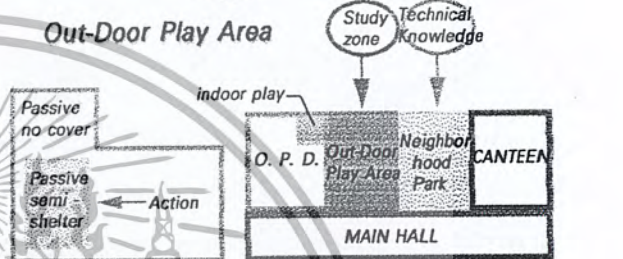 Out-Door Play Area
Study
zone
Technical
Knowledge
Passive
no cover
indoor play
Passive
semi
shelter
Action
O. P. D.
Out-Door
Play Area
Neighbor
hood
Park
CANTEEN
MAIN HALL